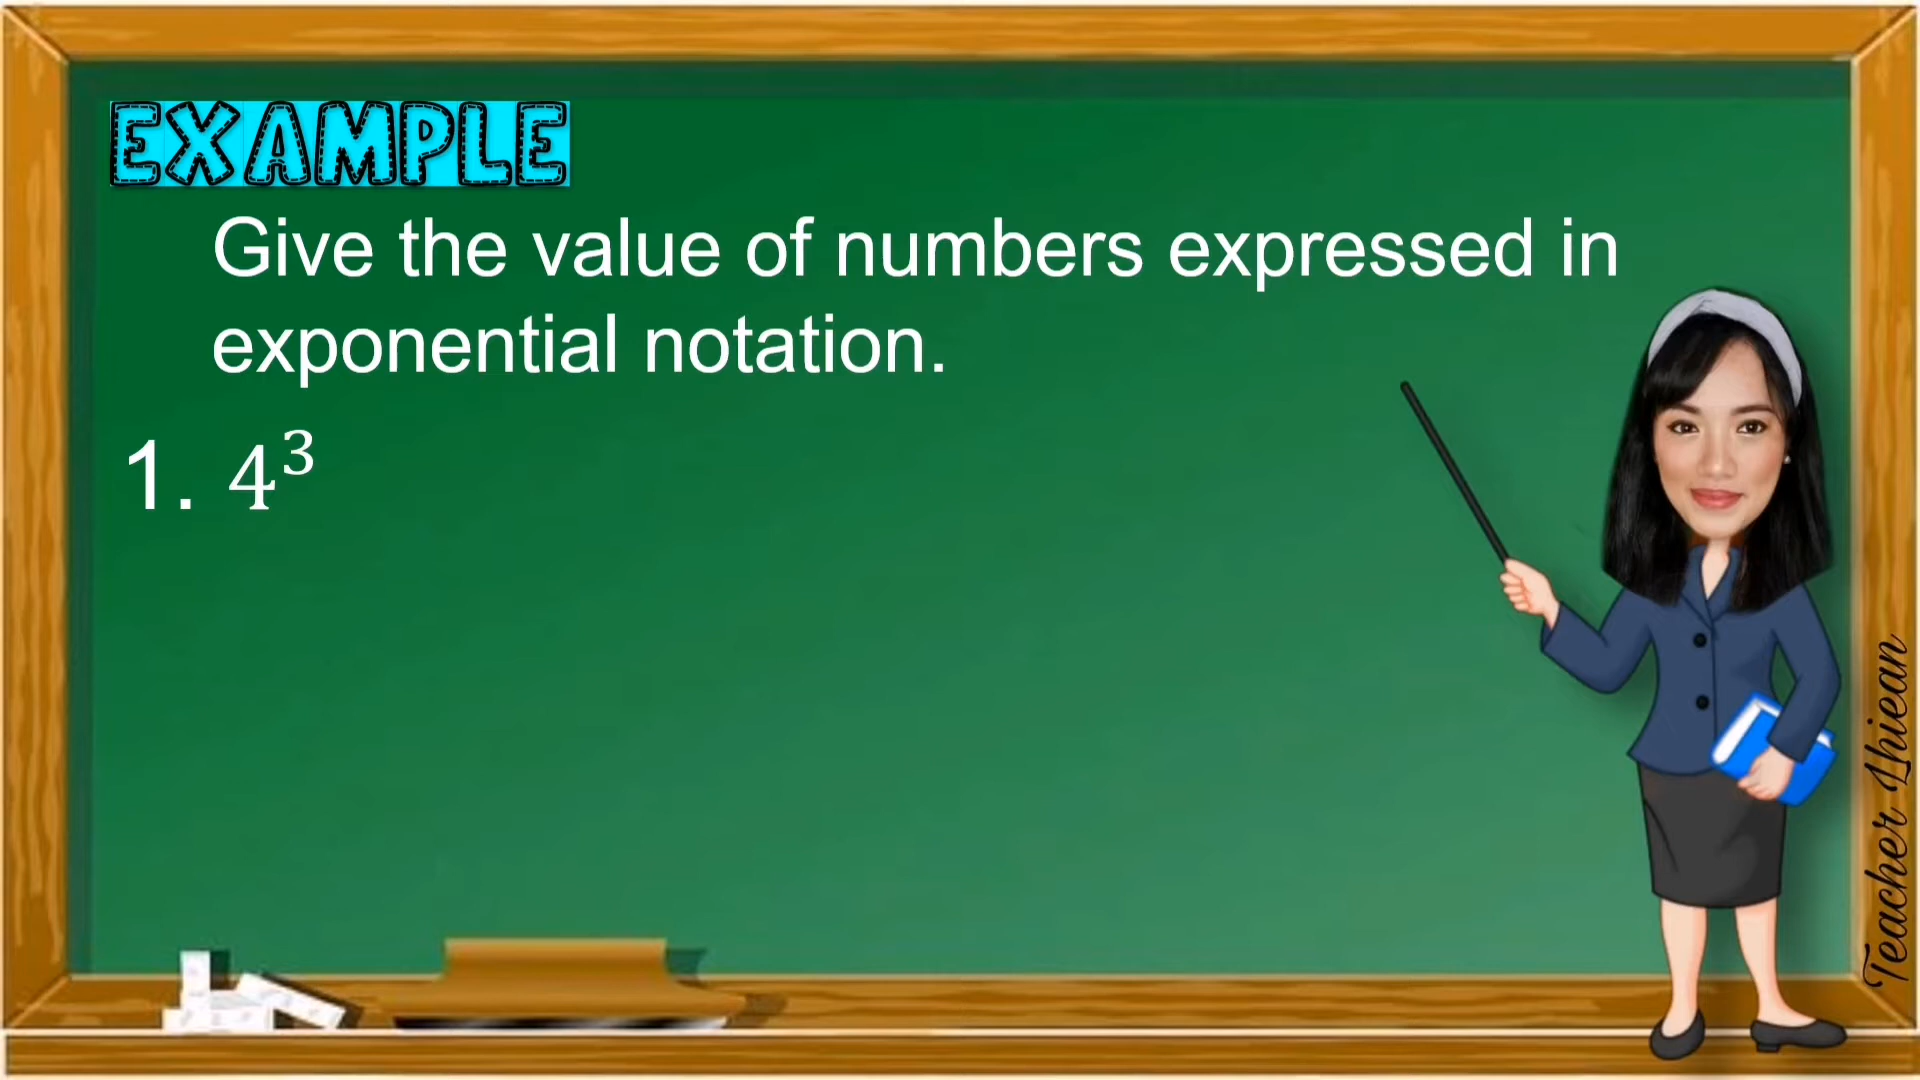 EXAMPLE
Give the value of numbers expressed in
exponential notation.
1. 4³
Teacher Lhiean